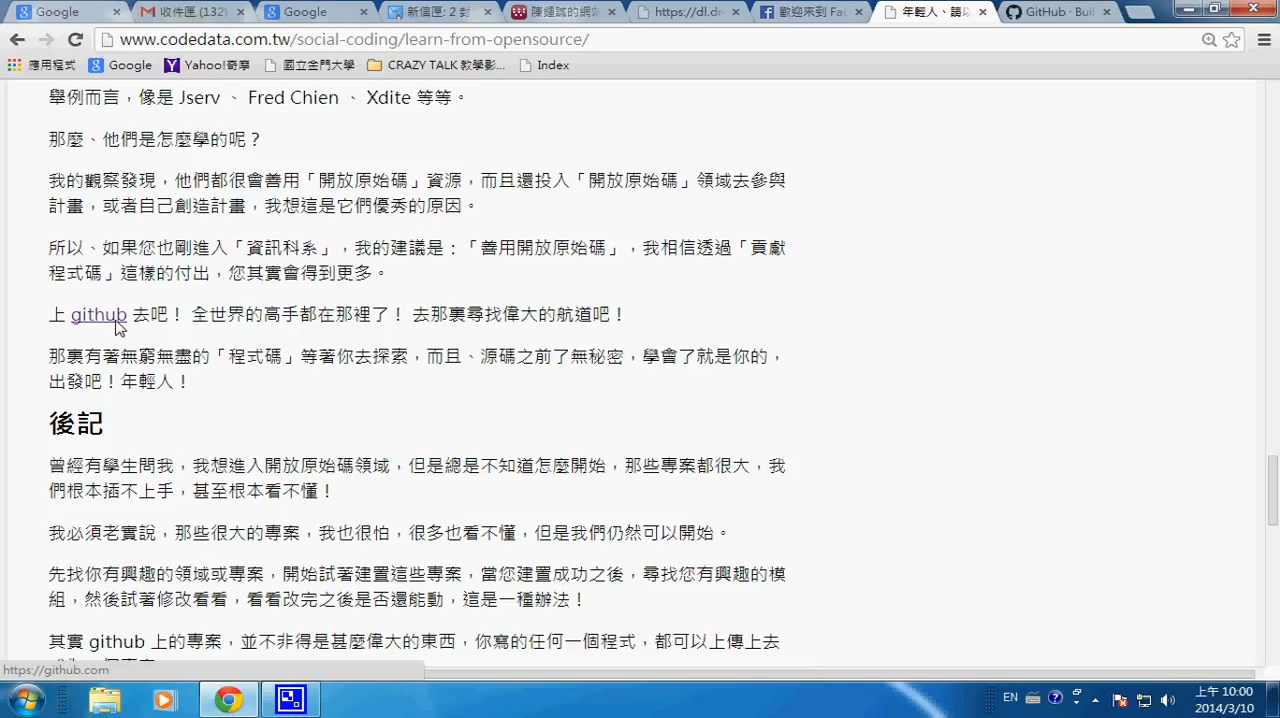 Google
收件匣 (132)
Google
新信匣: 2 封
陳鍾誠的網站
https://dl.dr
歡迎來到 Fac
年輕人、請以
GitHub · Buil
www.codedata.com.tw/social-coding/learn-from-opensource/
應用程式
Google
Yahoo!奇摩
國立金門大學
CRAZY TALK 教學影...
Index
舉例而言，像是 Jserv 、 Fred Chien 、 Xdite 等等。
那麼、他們是怎麼學的呢？
我的觀察發現，他們都很會善用「開放原始碼」資源，而且還投入「開放原始碼」領域去參與
計畫，或者自己創造計畫，我想這是它們優秀的原因。
所以、如果您也剛進入「資訊科系」，我的建議是：「善用開放原始碼」，我相信透過「貢獻
程式碼」這樣的付出，您其實會得到更多。
上 github 去吧！ 全世界的高手都在那裡了！ 去那裏尋找偉大的航道吧！
那裏有著無窮無盡的「程式碼」等著你去探索，而且、源碼之前了無秘密，學會了就是你的，
出發吧！年輕人！
後記
曾經有學生問我，我想進入開放原始碼領域，但是總是不知道怎麼開始，那些專案都很大，我
們根本插不上手，甚至根本看不懂！
我必須老實說，那些很大的專案，我也很怕，很多也看不懂，但是我們仍然可以開始。
先找你有興趣的領域或專案，開始試著建置這些專案，當您建置成功之後，尋找您有興趣的模
組，然後試著修改看看，看看改完之後是否還能動，這是一種辦法！
其實 github 上的專案，並不非得是甚麼偉大的東西，你寫的任何一個程式，都可以上傳上去
https://github.com
EN
上午 10:00
2014/3/10